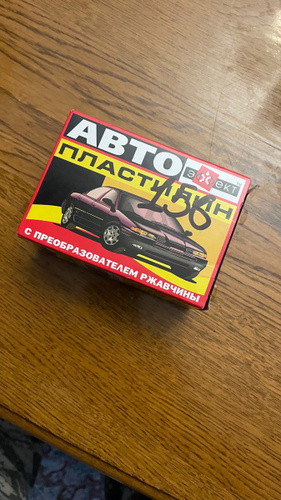 АВТО
ЭФФЕКТ
ПЛАСТИЛИН
156
С ПРЕОБРАЗОВАТЕЛЕМ РЖАВЧИНЫ